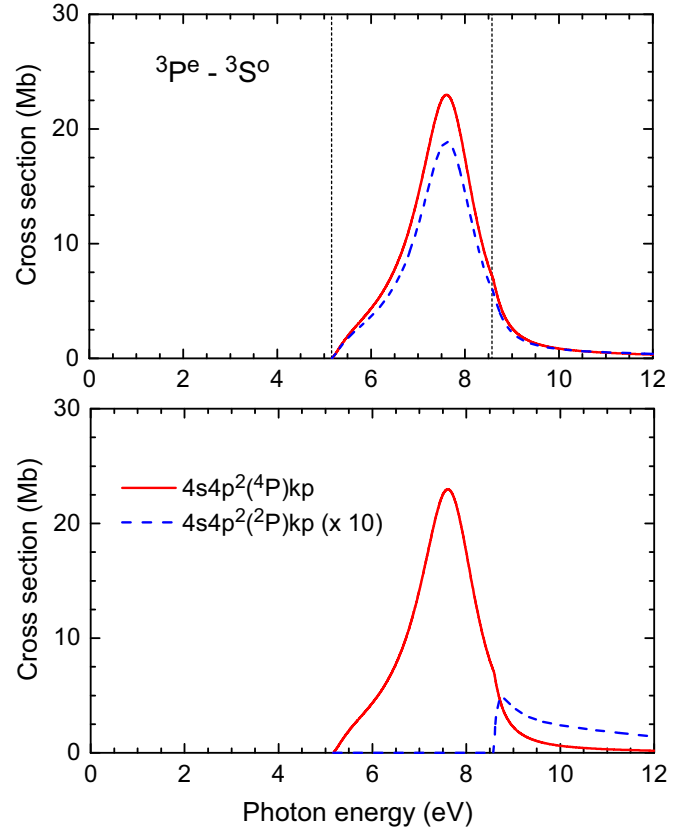 30
20
10
0
Cross section (Mb)
³Pᵉ - ³Sᵒ
0 2 4 6 8 10 12
30
20
10
0
Cross section (Mb)
4s4p²(⁴P)kp
4s4p²(²P)kp (x 10)
0 2 4 6 8 10 12
Photon energy (eV)